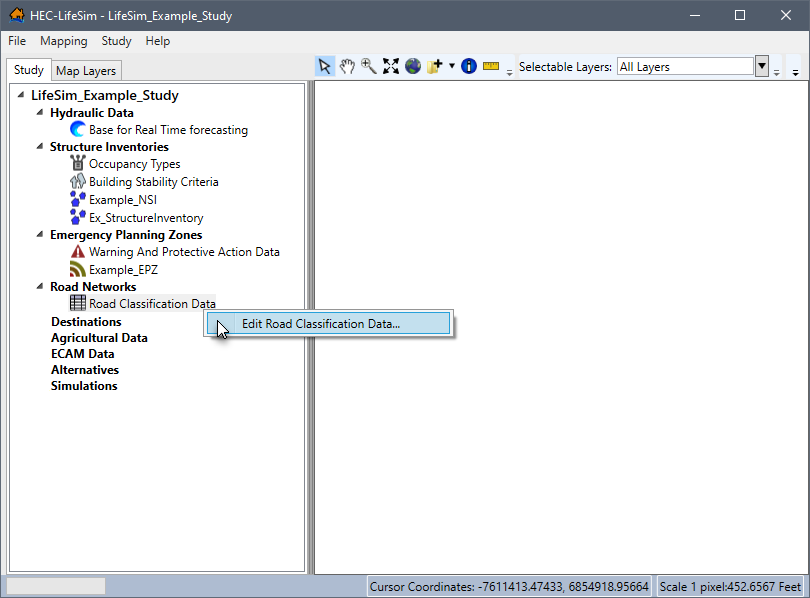 HEC-LifeSim - LifeSim_Example_Study
File Mapping Study Help
Study Map Layers
Selectable Layers: All Layers
LifeSim_Example_Study
Hydraulic Data
Base for Real Time forecasting
Structure Inventories
Occupancy Types
Building Stability Criteria
Example_NSI
Ex_StructureInventory
Emergency Planning Zones
Warning And Protective Action Data
Example_EPZ
Road Networks
Road Classification Data
Edit Road Classification Data...
Destinations
Agricultural Data
ECAM Data
Alternatives
Simulations
Cursor Coordinates: -7611413.47433, 6854918.95664 Scale 1 pixel:452.6567 Feet